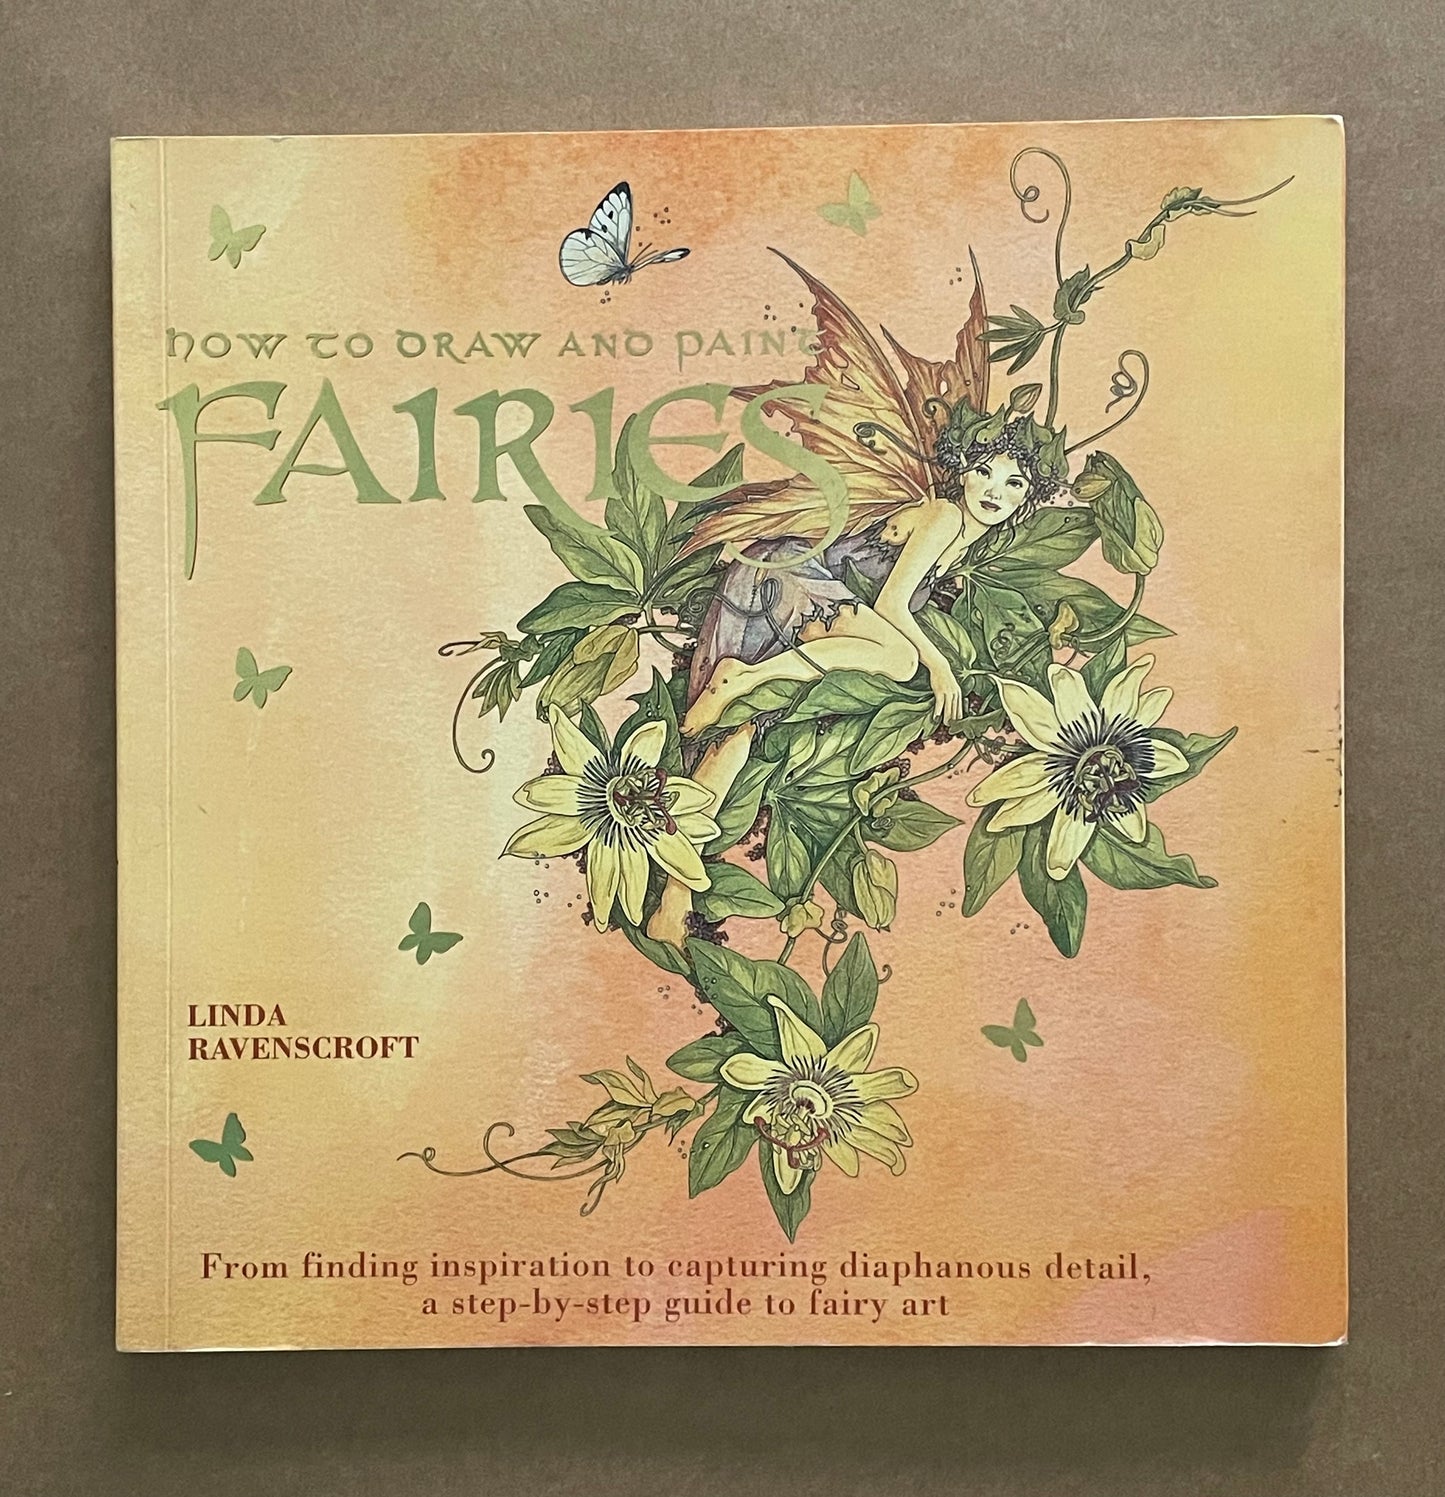 HOW TO DRAW AND PAINT
FAIRIES
LINDA
RAVENSCROFT
From finding inspiration to capturing diaphanous detail,
a step-by-step guide to fairy art